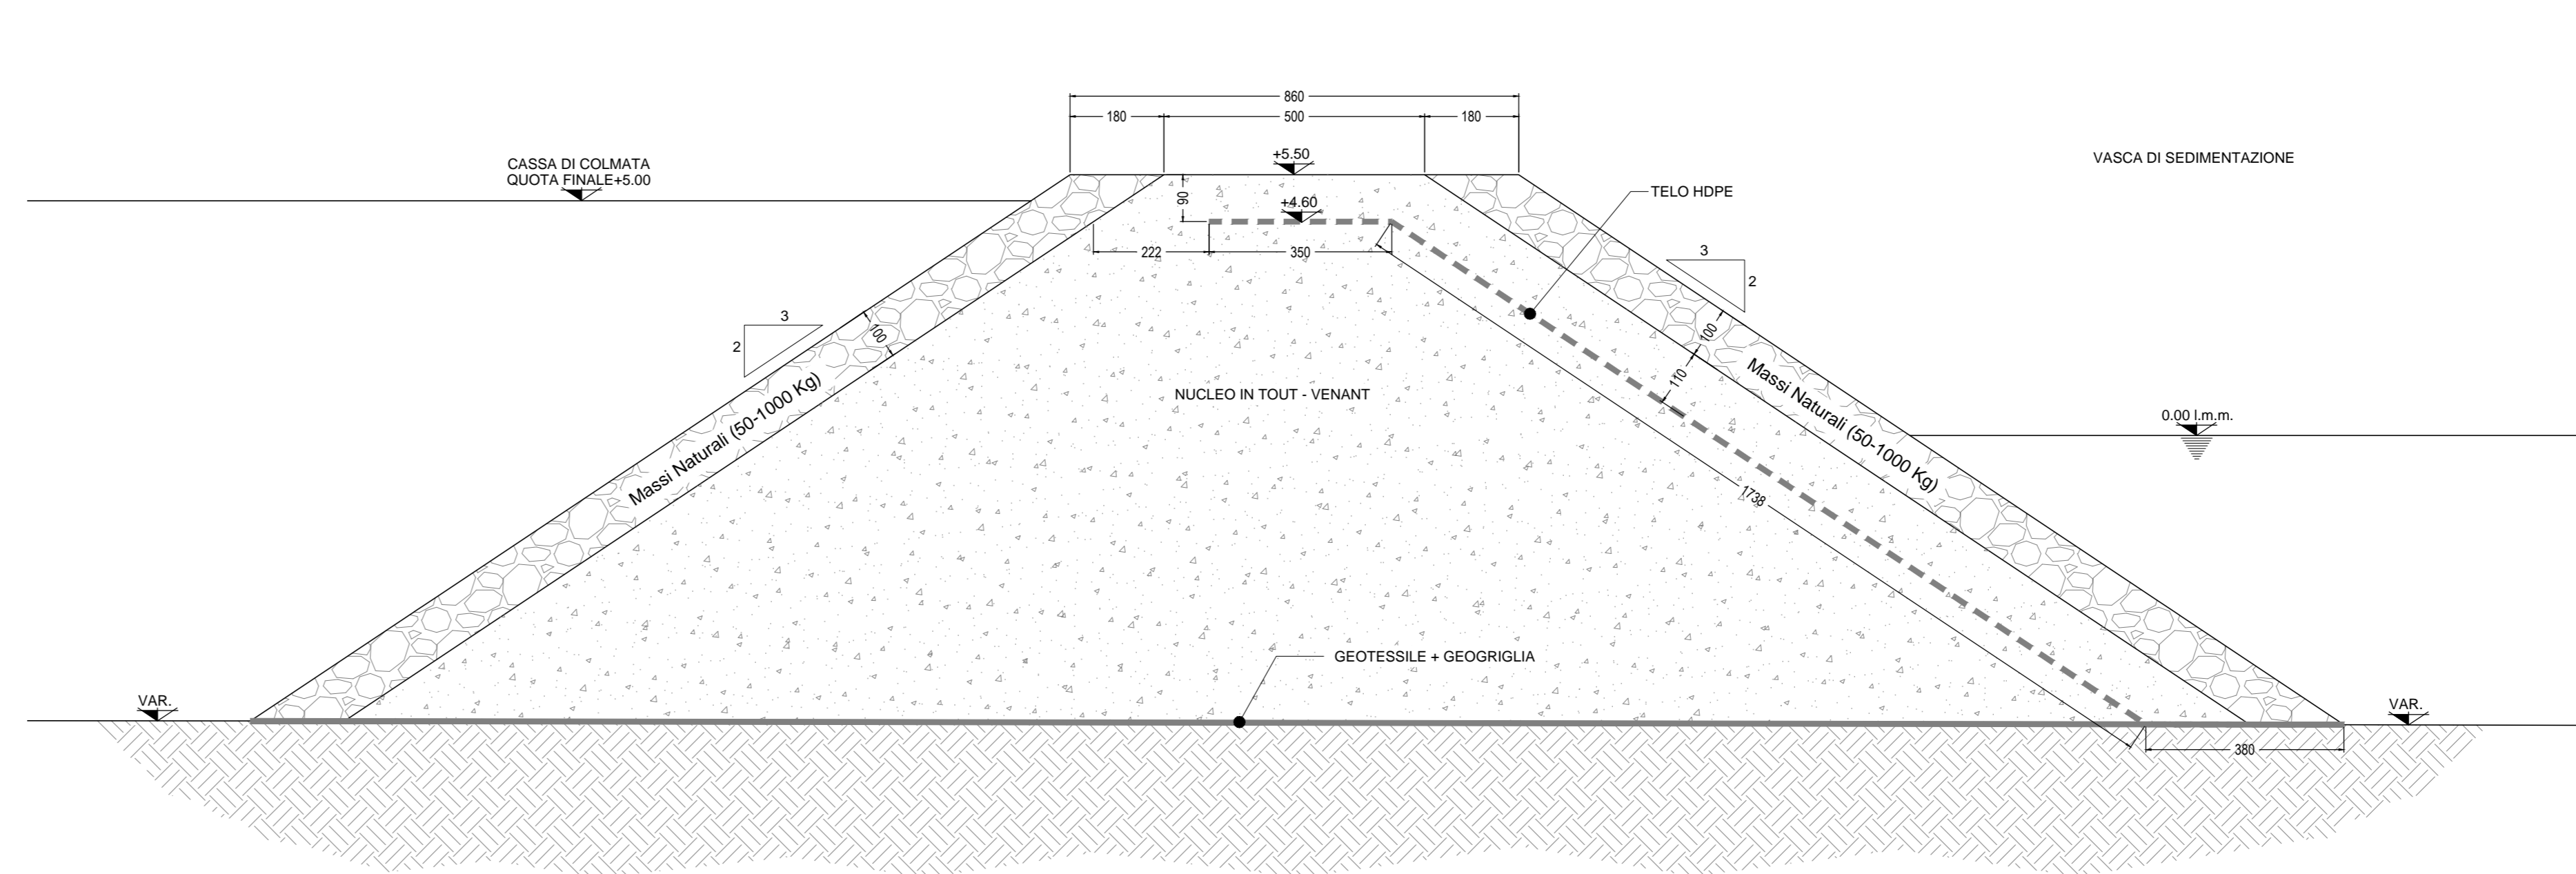 860
180
500
180
CASSA DI COLMATA
QUOTA FINALE+5.00
+5.50
VASCA DI SEDIMENTAZIONE
90
+4.60
TELO HDPE
222
350
3
2
3
2
100
100
110
NUCLEO IN TOUT - VENANT
Massi Naturali (50-1000 Kg)
Massi Naturali (50-1000 Kg)
0.00 l.m.m.
1738
GEOTESSILE + GEOGRIGLIA
VAR.
VAR.
380